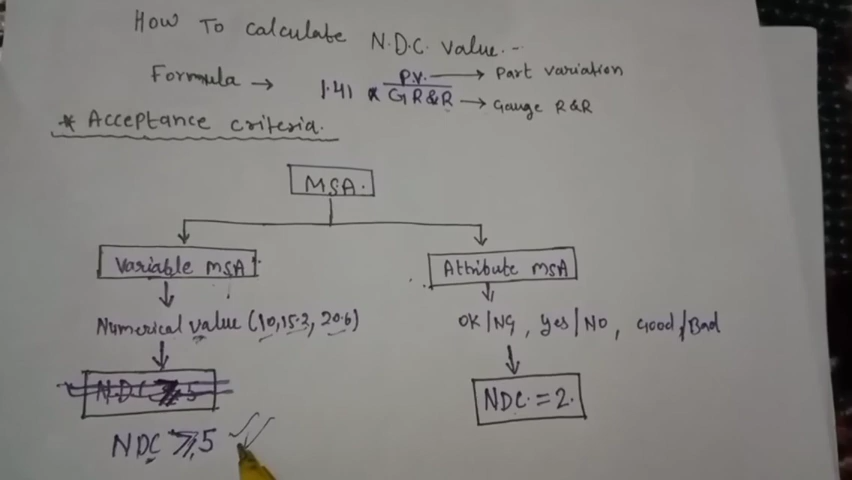 How To calculate N.D.C. value.--
Formula → 1.41 × P.V. → Part variation
G R&R → Gauge R&R
* Acceptance criteria.
MSA.
Variable MSA
Attribute MSA
Numerical value (10, 15.2, 20.6)
OK/NG, Yes/No, Good/Bad
NDC ≥ 5
NDC = 2.
NDC ≥ 5